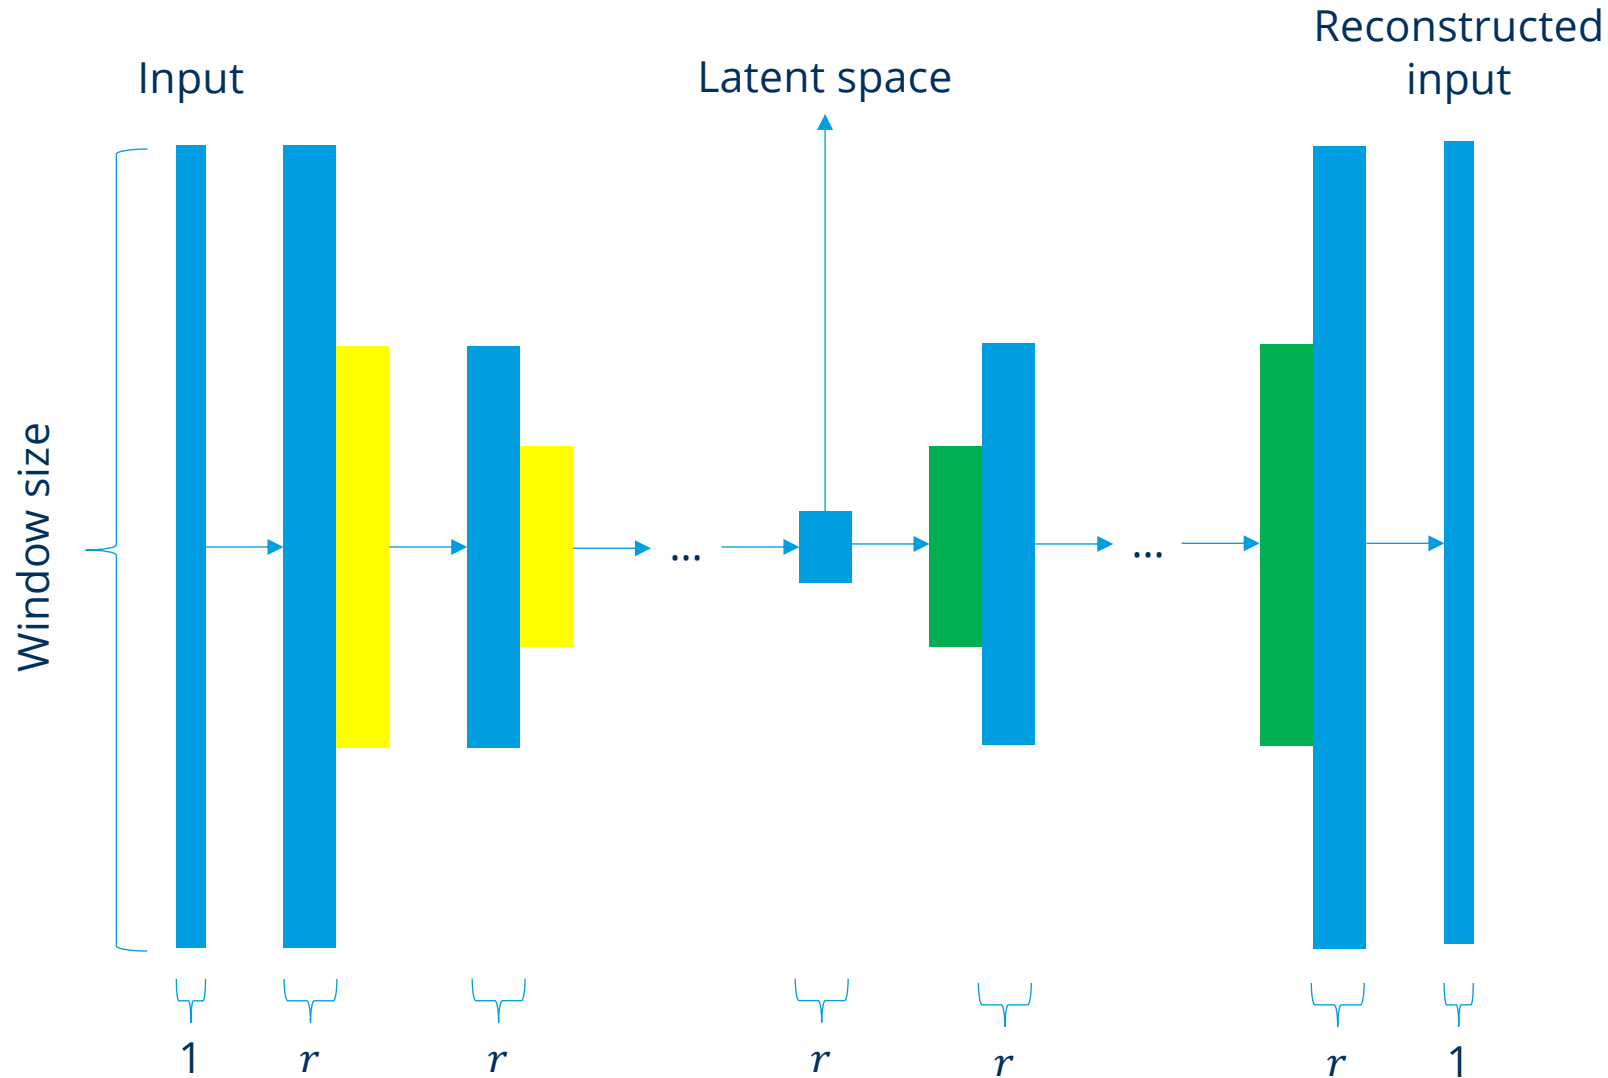 Input
Latent space
Reconstructed
input
Window size
...
...
1
r
r
r
r
r
1